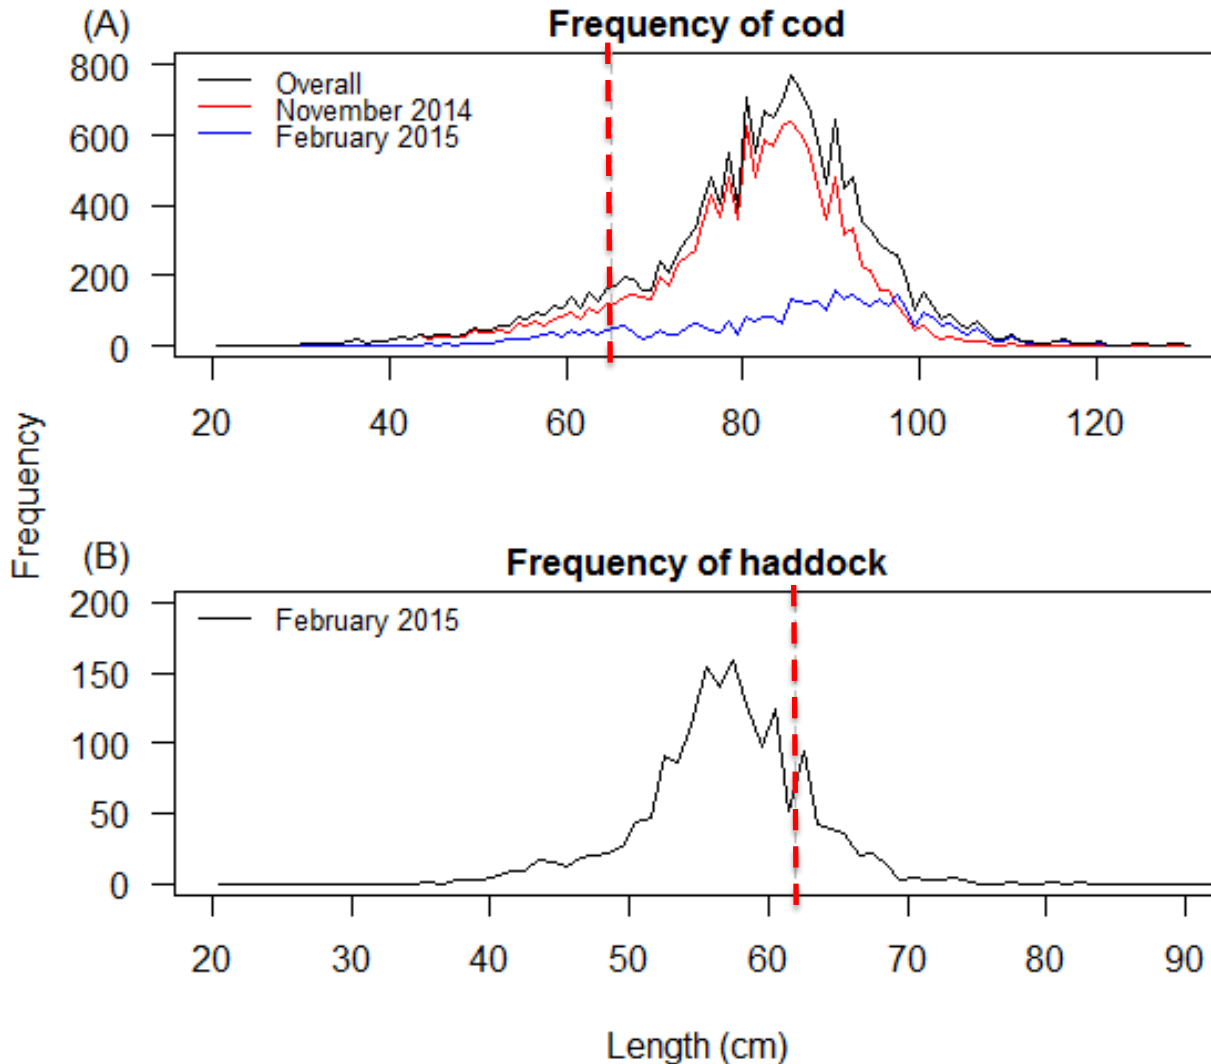 (A)
Frequency of cod
Overall
November 2014
February 2015
800
600
400
200
0
20 40 60 80 100 120
Frequency
(B)
Frequency of haddock
February 2015
200
150
100
50
0
20 30 40 50 60 70 80 90
Length (cm)